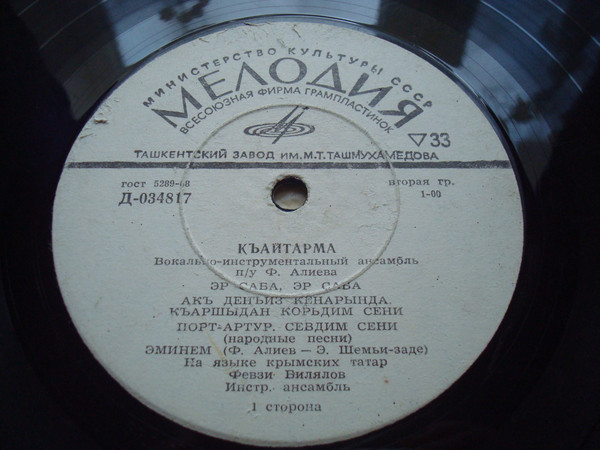 МИНИСТЕРСТВО КУЛЬТУРЫ СССР
МЕЛОДИЯ
ВСЕСОЮЗНАЯ ФИРМА ГРАМПЛАСТИНОК
▽33
ТАШКЕНТСКИЙ ЗАВОД ИМ. М.Т. ТАШМУХАМЕДОВА
гост 5289-68
вторая гр.
Д-034817
1-00
КЪАЙТАРМА
Вокально-инструментальный ансамбль
п/у Ф. Алиева
ЭР САБА, ЭР САБА
АКЪ ДЕНЪИЗ КЕНАРЫНДА.
КЪАРШЫДАН КОРЬДИМ СЕНИ
ПОРТ-АРТУР. СЕВДИМ СЕНИ
(народные песни)
ЭМИНЕМ (Ф. Алиев — Э. Шемьи-заде)
На языке крымских татар
Февзи Билялов
Инстр. ансамбль
1 сторона